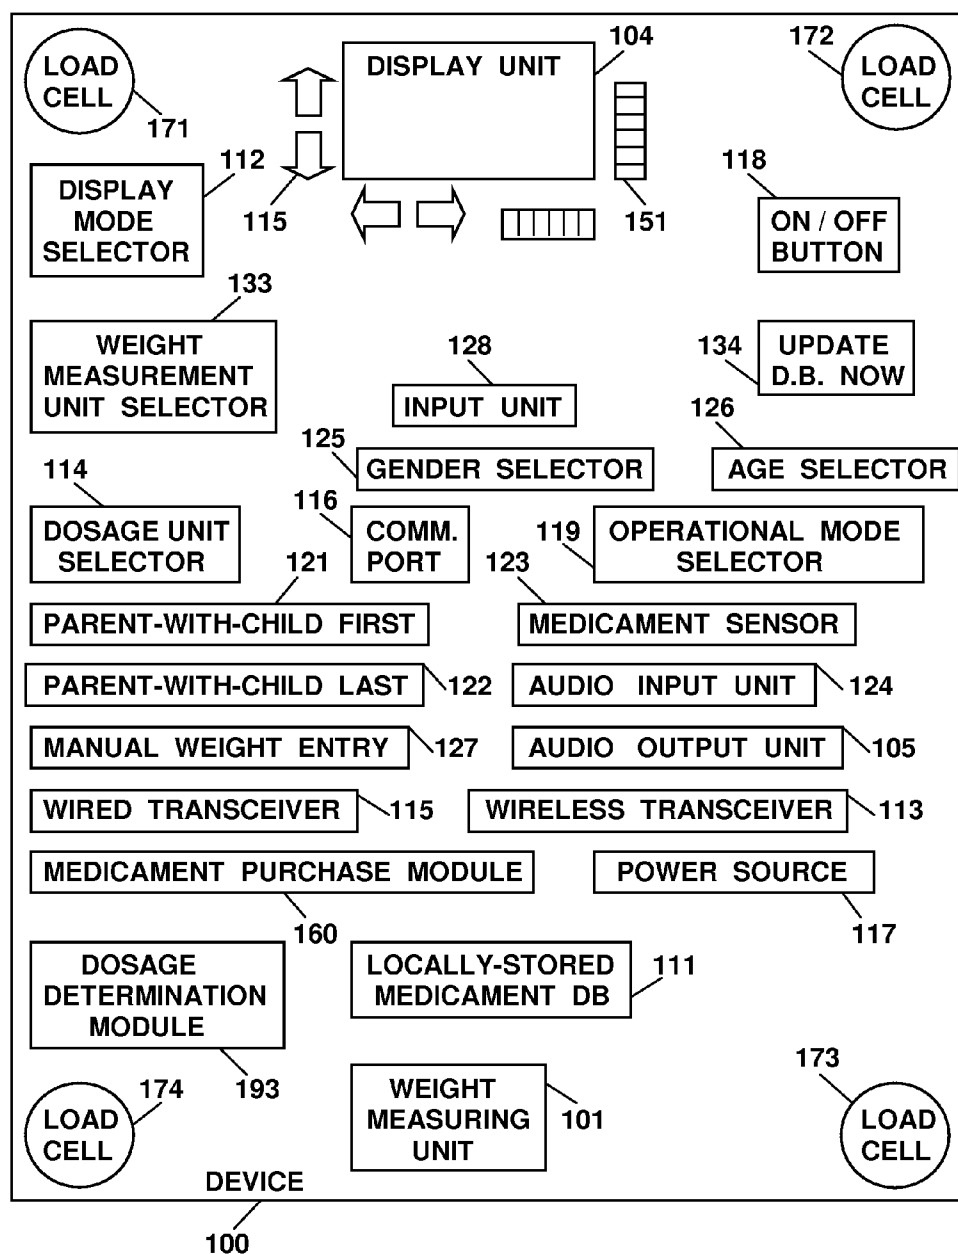 104
172
LOAD
CELL
DISPLAY UNIT
LOAD
CELL
171
112
118
DISPLAY
MODE
SELECTOR
115
151
ON / OFF
BUTTON
133
WEIGHT
MEASUREMENT
UNIT SELECTOR
128
134
UPDATE
D.B. NOW
INPUT UNIT
126
125
GENDER SELECTOR
AGE SELECTOR
114
116
DOSAGE UNIT
SELECTOR
COMM.
PORT
119
OPERATIONAL MODE
SELECTOR
121
123
PARENT-WITH-CHILD FIRST
MEDICAMENT SENSOR
PARENT-WITH-CHILD LAST
122
AUDIO INPUT UNIT
124
MANUAL WEIGHT ENTRY
127
AUDIO OUTPUT UNIT
105
WIRED TRANSCEIVER
115
WIRELESS TRANSCEIVER
113
MEDICAMENT PURCHASE MODULE
POWER SOURCE
160
117
DOSAGE
DETERMINATION
MODULE
LOCALLY-STORED
MEDICAMENT DB
111
174
193
173
LOAD
CELL
WEIGHT
MEASURING
UNIT
101
LOAD
CELL
DEVICE
100